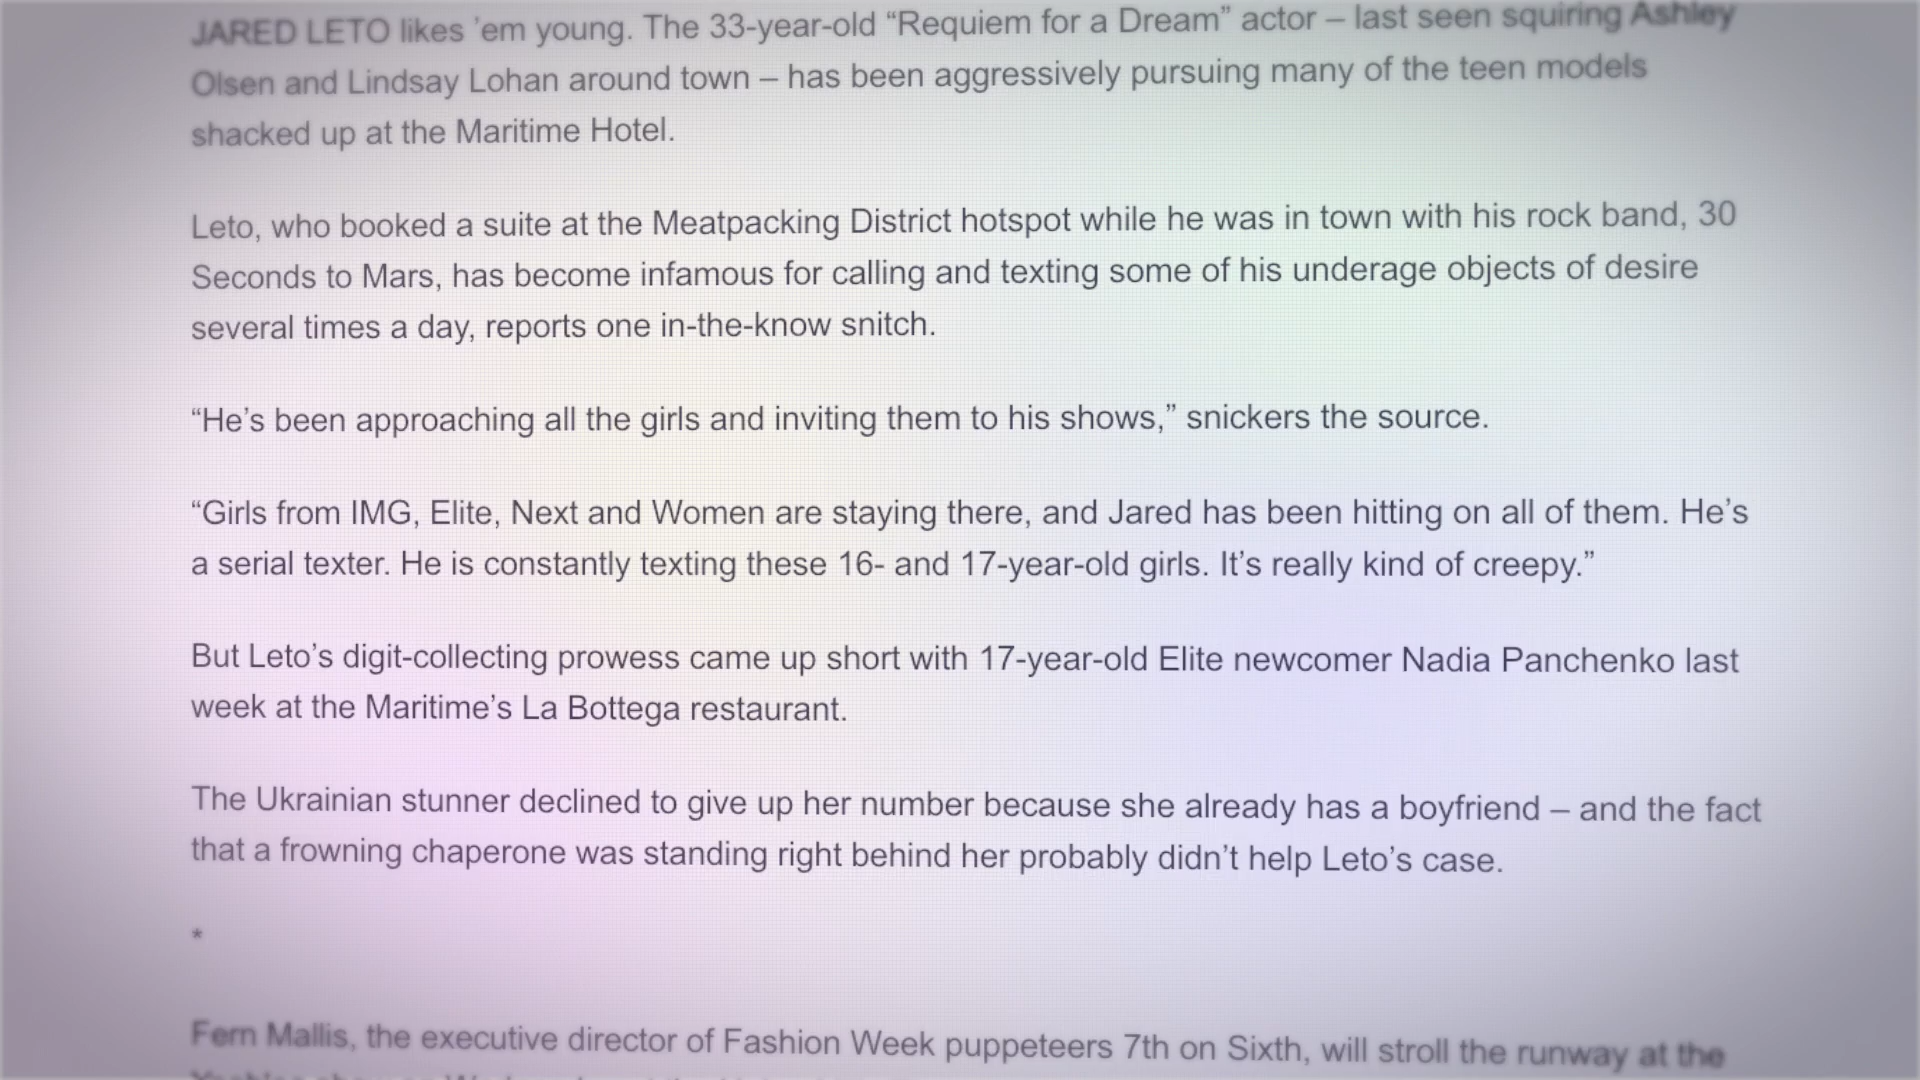 JARED LETO likes ’em young. The 33-year-old “Requiem for a Dream” actor – last seen squiring Ashley
Olsen and Lindsay Lohan around town – has been aggressively pursuing many of the teen models
shacked up at the Maritime Hotel.
Leto, who booked a suite at the Meatpacking District hotspot while he was in town with his rock band, 30
Seconds to Mars, has become infamous for calling and texting some of his underage objects of desire
several times a day, reports one in-the-know snitch.
“He’s been approaching all the girls and inviting them to his shows,” snickers the source.
“Girls from IMG, Elite, Next and Women are staying there, and Jared has been hitting on all of them. He’s
a serial texter. He is constantly texting these 16- and 17-year-old girls. It’s really kind of creepy.”
But Leto’s digit-collecting prowess came up short with 17-year-old Elite newcomer Nadia Panchenko last
week at the Maritime’s La Bottega restaurant.
The Ukrainian stunner declined to give up her number because she already has a boyfriend – and the fact
that a frowning chaperone was standing right behind her probably didn’t help Leto’s case.
*
Fern Mallis, the executive director of Fashion Week puppeteers 7th on Sixth, will stroll the runway at the